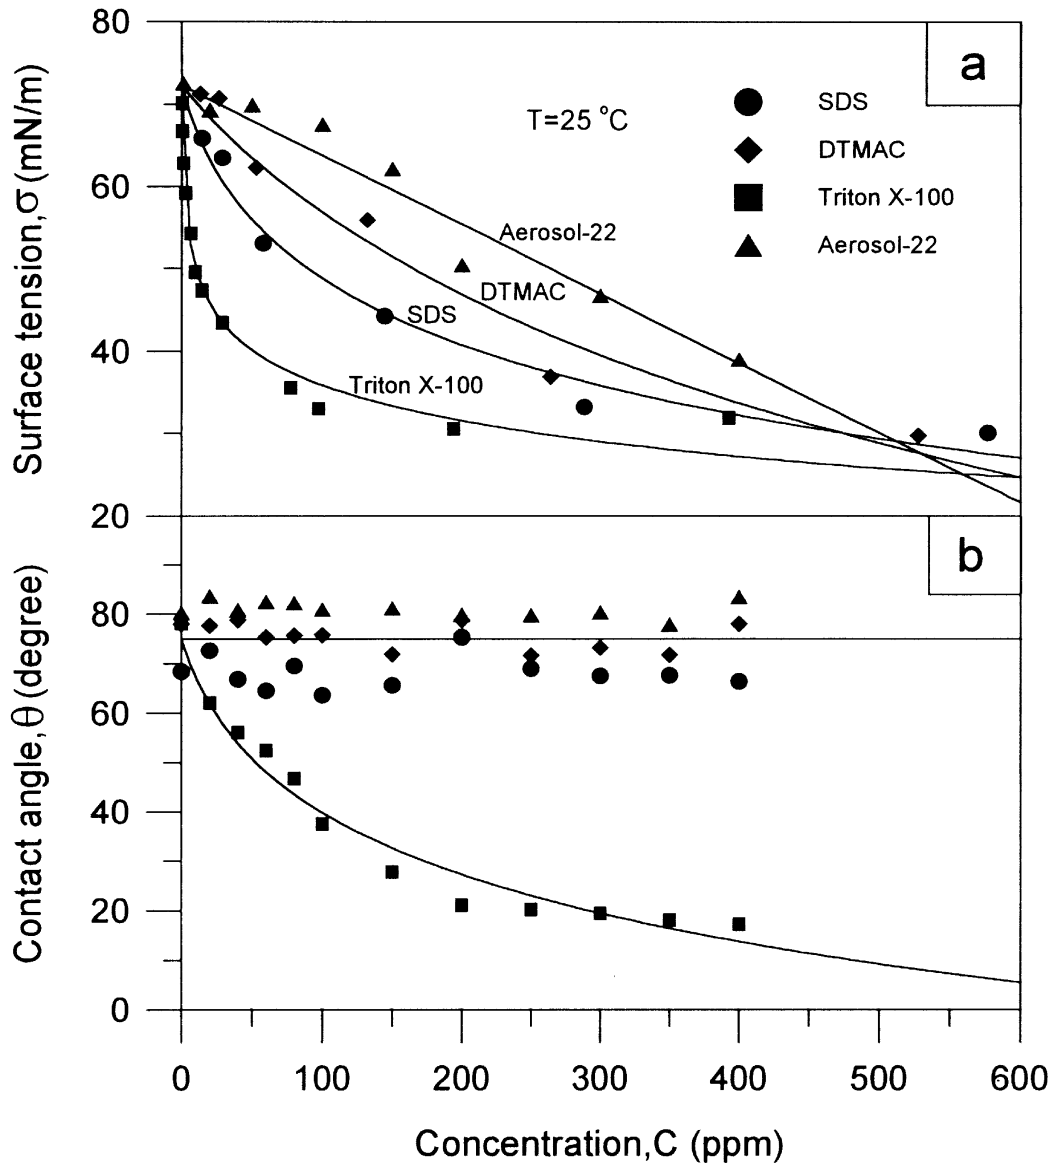 80
a
T=25 °C
SDS
DTMAC
Triton X-100
Aerosol-22
60
Aerosol-22
DTMAC
SDS
40
Triton X-100
20
Surface tension,σ (mN/m)
b
80
60
40
20
0
Contact angle,θ (degree)
0 100 200 300 400 500 600
Concentration,C (ppm)